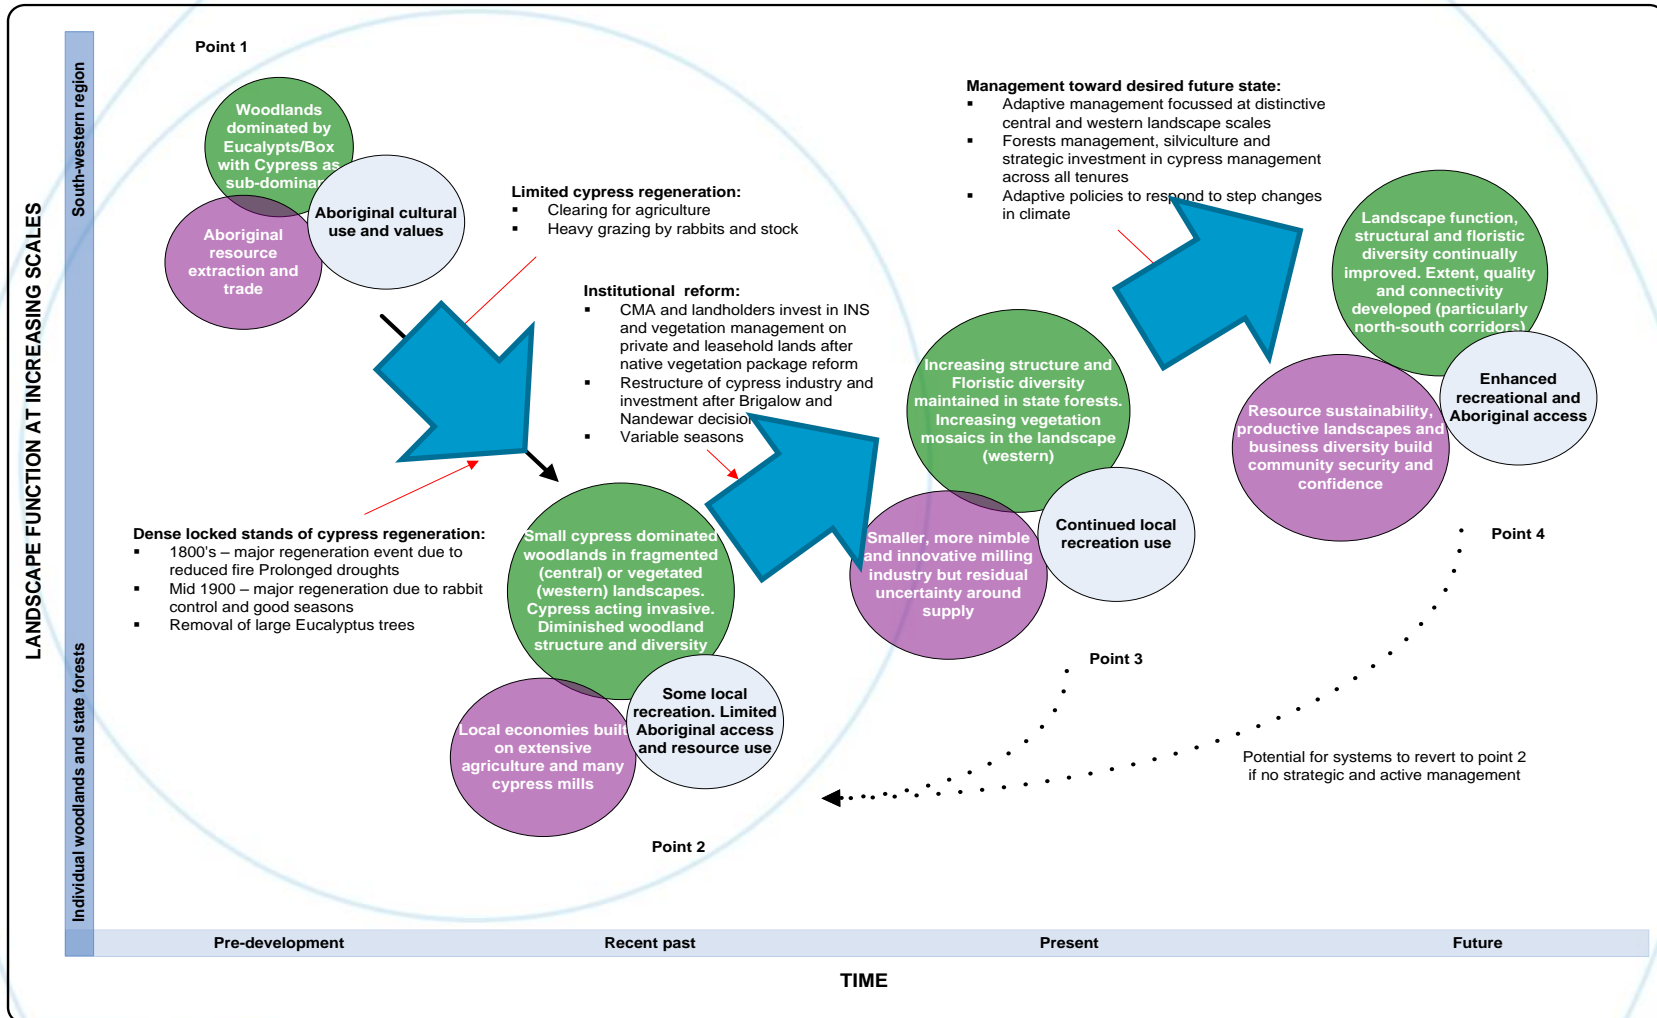 Point 1
Woodlands
dominated by
Eucalypts/Box
with Cypress as
sub-dominant
Aboriginal cultural
use and values
Aboriginal
resource
extraction and
trade
Limited cypress regeneration:
▪ Clearing for agriculture
▪ Heavy grazing by rabbits and stock
Institutional reform:
▪ CMA and landholders invest in INS
and vegetation management on
private and leasehold lands after
native vegetation package reform
▪ Restructure of cypress industry and
investment after Brigalow and
Nandewar decision
▪ Variable seasons
Management toward desired future state:
▪ Adaptive management focussed at distinctive
central and western landscape scales
▪ Forests management, silviculture and
strategic investment in cypress management
across all tenures
▪ Adaptive policies to respond to step changes
in climate
Dense locked stands of cypress regeneration:
▪ 1800's – major regeneration event due to
reduced fire Prolonged droughts
▪ Mid 1900 – major regeneration due to rabbit
control and good seasons
▪ Removal of large Eucalyptus trees
Small cypress dominated
woodlands in fragmented
(central) or vegetated
(western) landscapes.
Cypress acting invasive.
Diminished woodland
structure and diversity
Some local
recreation. Limited
Aboriginal access
and resource use
Local economies built
on extensive
agriculture and many
cypress mills
Point 2
Increasing structure and
Floristic diversity
maintained in state forests.
Increasing vegetation
mosaics in the landscape
(western)
Continued local
recreation use
Smaller, more nimble
and innovative milling
industry but residual
uncertainty around
supply
Point 3
Landscape function,
structural and floristic
diversity continually
improved. Extent, quality
and connectivity
developed (particularly
north-south corridors)
Enhanced
recreational and
Aboriginal access
Resource sustainability,
productive landscapes and
business diversity build
community security and
confidence
Point 4
Potential for systems to revert to point 2
if no strategic and active management
LANDSCAPE FUNCTION AT INCREASING SCALES
South-western region
Individual woodlands and state forests
Pre-development
Recent past
Present
Future
TIME